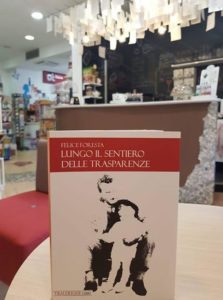 FELICE FORESTA
LUNGO IL SENTIERO
DELLE TRASPARENZE